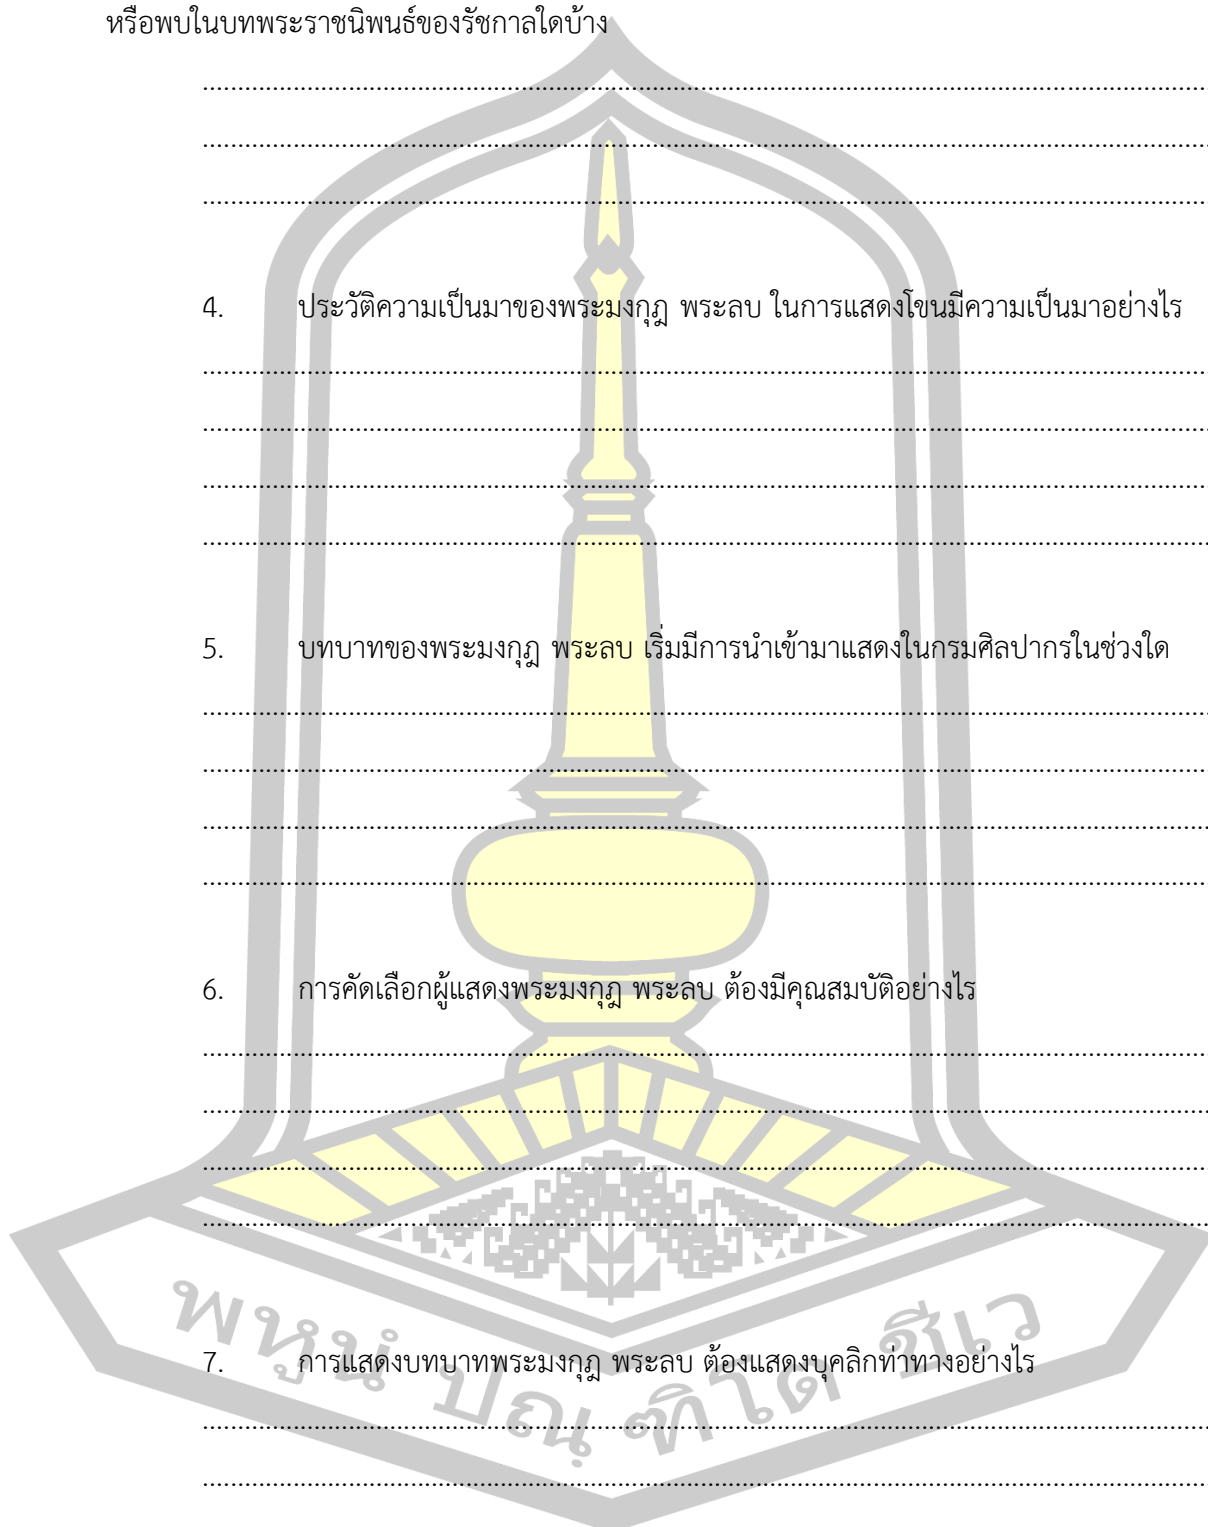 หรือพบในบทพระราชนิพนธ์ของรัชกาลใดบ้าง
................................................................................
................................................................................
................................................................................
4. ประวัติความเป็นมาของพระมงกุฎ พระลบ ในการแสดงโขนมีความเป็นมาอย่างไร
................................................................................
................................................................................
................................................................................
................................................................................
5. บทบาทของพระมงกุฎ พระลบ เริ่มมีการนำเข้ามาแสดงในกรมศิลปากรในช่วงใด
................................................................................
................................................................................
................................................................................
................................................................................
6. การคัดเลือกผู้แสดงพระมงกุฎ พระลบ ต้องมีคุณสมบัติอย่างไร
................................................................................
................................................................................
................................................................................
................................................................................
7. การแสดงบทบาทพระมงกุฎ พระลบ ต้องแสดงบุคลิกท่าทางอย่างไร
................................................................................
................................................................................
พหูนํ ปณฺฑิโต ชีเว